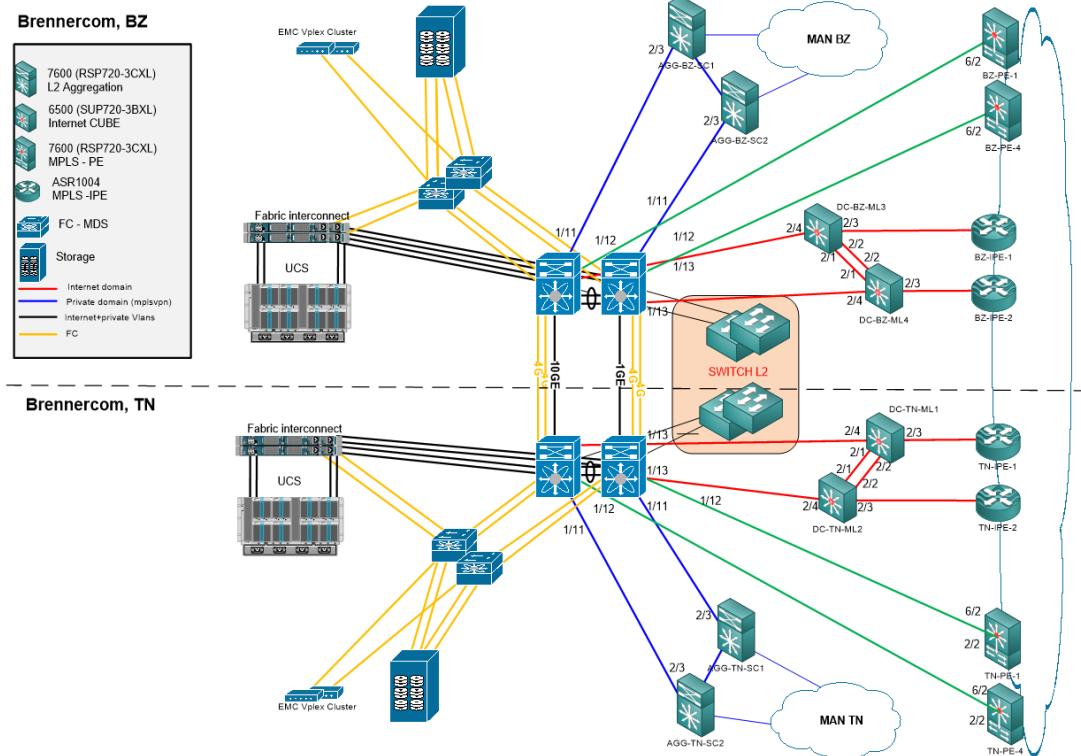 Brennercom, BZ
7600 (RSP720-3CXL)
L2 Aggregation
6500 (SUP720-3BXL)
Internet CUBE
7600 (RSP720-3CXL)
MPLS - PE
ASR1004
MPLS -IPE
FC - MDS
Storage
Internet domain
Private domain (mplsvpn)
Internet+private Vlans
FC
EMC Vplex Cluster
Fabric interconnect
UCS
2/3
AGG-BZ-SC1
MAN BZ
2/3
AGG-BZ-SC2
6/2
BZ-PE-1
6/2
BZ-PE-4
1/11
1/12
1/11
1/12
1/13
1/13
DC-BZ-ML3
2/4
2/3
2/2
2/1
2/2
2/1
2/3
2/4
DC-BZ-ML4
BZ-IPE-1
BZ-IPE-2
4G
10GE
1GE
4G
4G
SWITCH L2
Brennercom, TN
Fabric interconnect
UCS
1/13
1/13
1/12
1/11
1/12
1/11
DC-TN-ML1
2/4
2/3
2/1
2/1
2/2
2/2
2/4
2/3
DC-TN-ML2
TN-IPE-1
TN-IPE-2
6/2
2/2
TN-PE-1
6/2
2/2
TN-PE-4
2/3
AGG-TN-SC1
2/3
AGG-TN-SC2
MAN TN
EMC Vplex Cluster